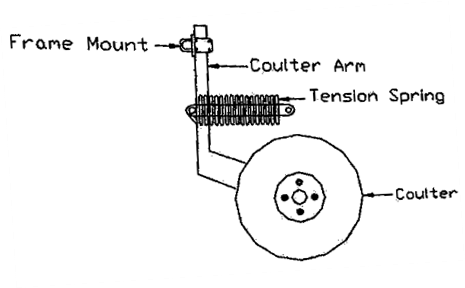 Frame Mount
Coulter Arm
Tension Spring
Coulter